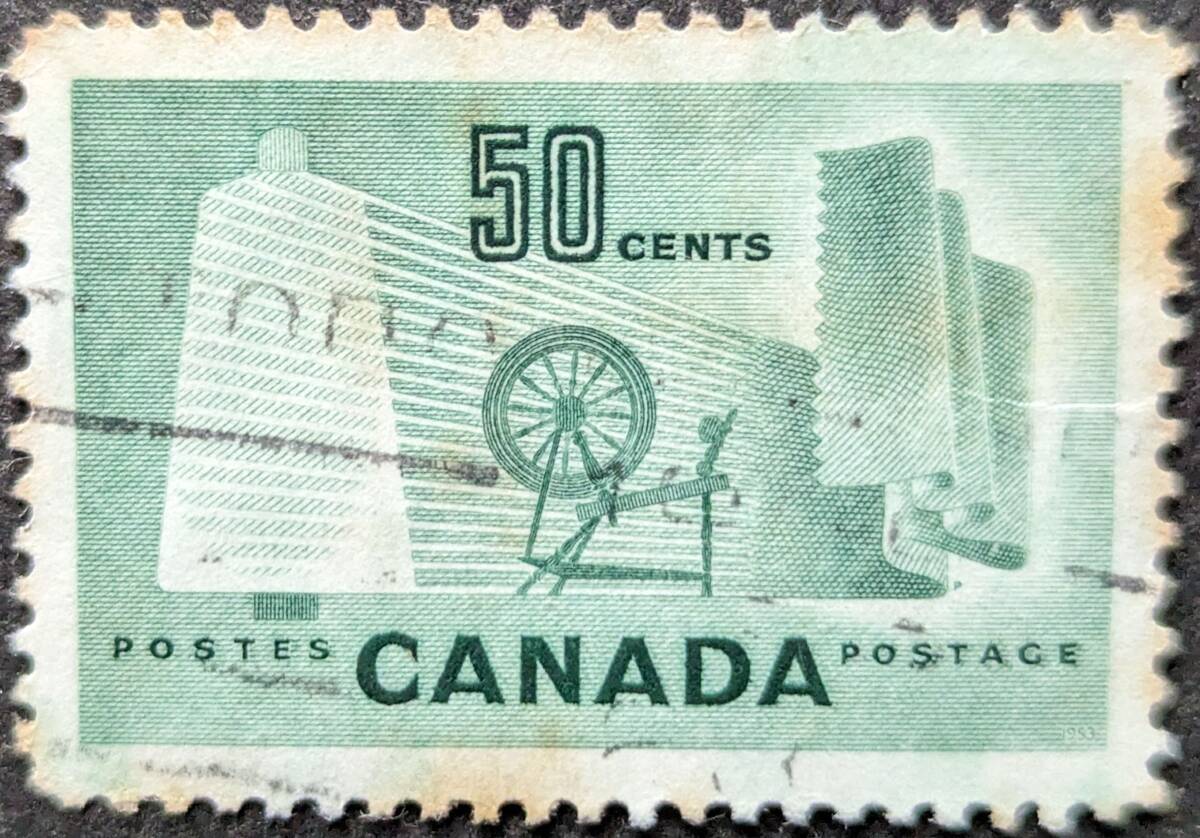 50 CENTS
POSTES CANADA POSTAGE
1953